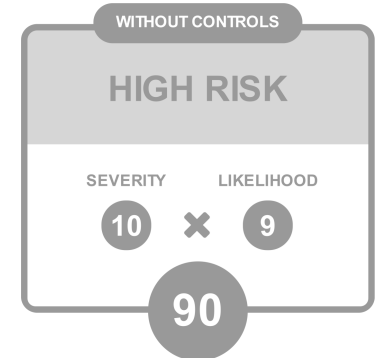 WITHOUT CONTROLS
HIGH RISK
SEVERITY LIKELIHOOD
10 × 9
90